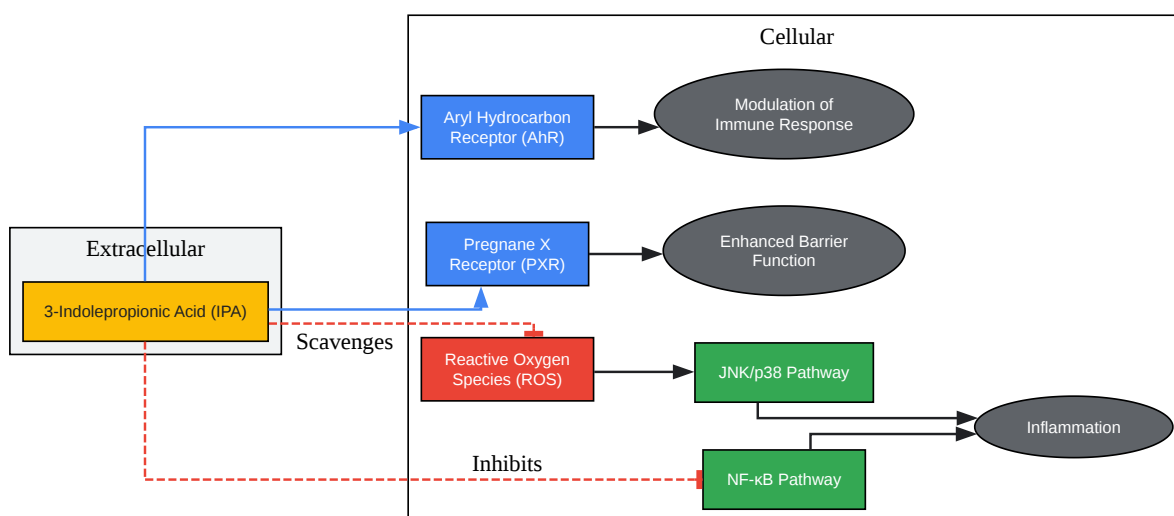 Cellular
Aryl Hydrocarbon
Receptor (AhR)
Modulation of
Immune Response
Extracellular
Pregnane X
Receptor (PXR)
Enhanced Barrier
Function
3-Indolepropionic Acid (IPA)
Scavenges
Reactive Oxygen
Species (ROS)
JNK/p38 Pathway
Inflammation
Inhibits
NF-κB Pathway